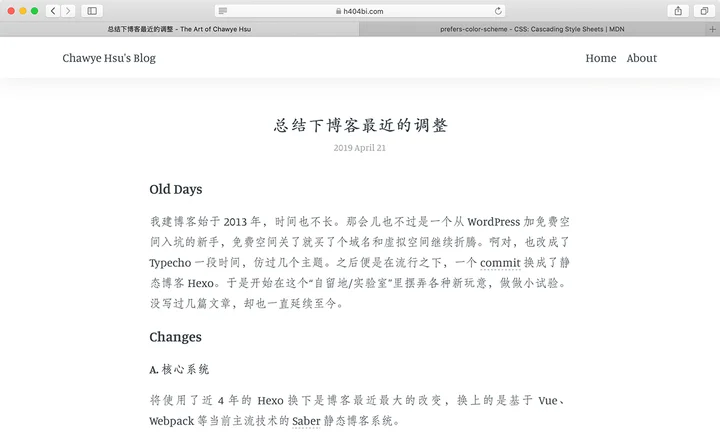 h404bi.com
总结下博客最近的调整 - The Art of Chawye Hsu
prefers-color-scheme - CSS: Cascading Style Sheets | MDN
Chawye Hsu's Blog
Home
About
总结下博客最近的调整
2019 April 21
Old Days
我建博客始于 2013 年，时间也不长。那会儿也不过是一个从 WordPress 加免费空
间入坑的新手，免费空间关了就买了个域名和虚拟空间继续折腾。啊对，也改成了
Typecho 一段时间，仿过几个主题。之后便是在流行之下，一个 commit 换成了静
态博客 Hexo。于是开始在这个“自留地/实验室”里摆弄各种新玩意，做做小试验。
没写过几篇文章，却也一直延续至今。
Changes
A. 核心系统
将使用了近 4 年的 Hexo 换下是博客最近最大的改变，换上的是基于 Vue、
Webpack 等当前主流技术的 Saber 静态博客系统。